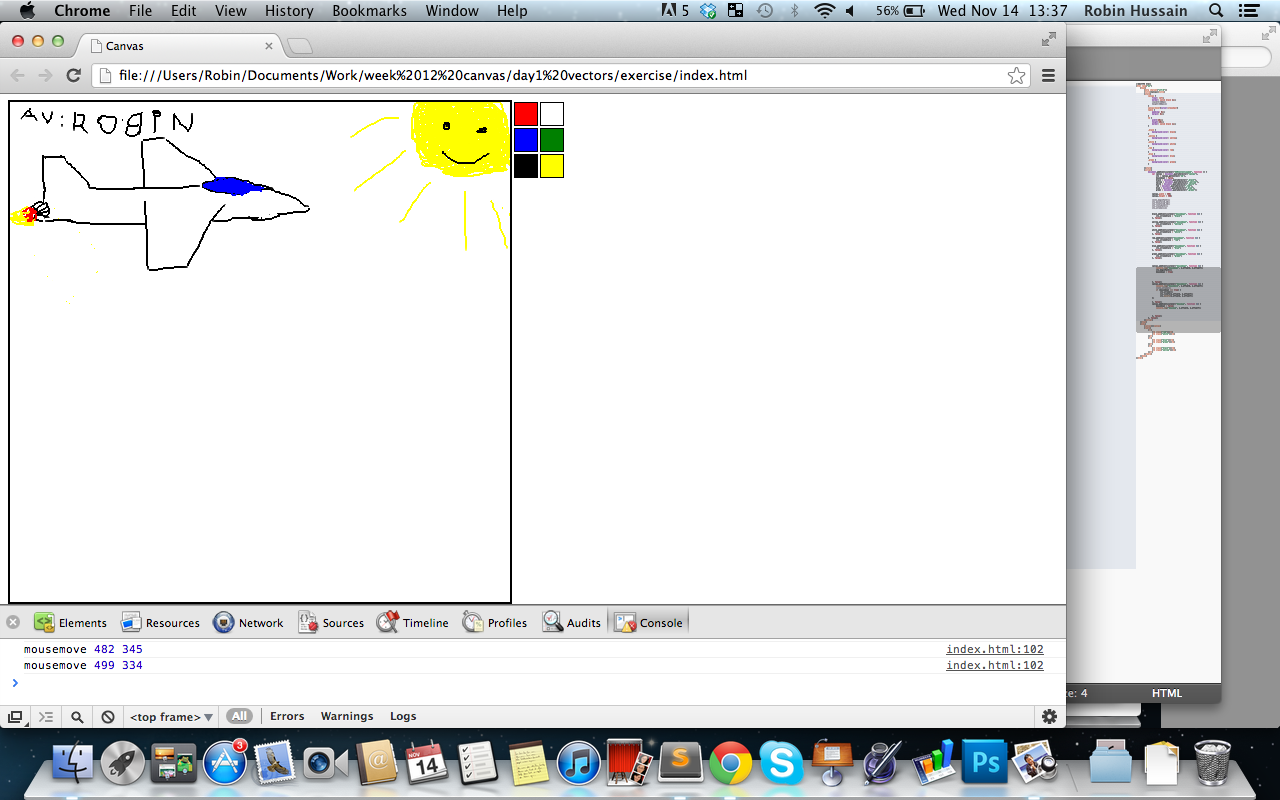 Chrome File Edit View History Bookmarks Window Help 5 56% Wed Nov 14 13:37 Robin Hussain
Canvas
file:///Users/Robin/Documents/Work/week%2012%20canvas/day1%20vectors/exercise/index.html
AV: ROBIN
Elements Resources Network Sources Timeline Profiles Audits Console
mousemove 482 345 index.html:102
mousemove 499 334 index.html:102
<top frame> All Errors Warnings Logs
ze: 4 HTML
3
NOV
14
Ps